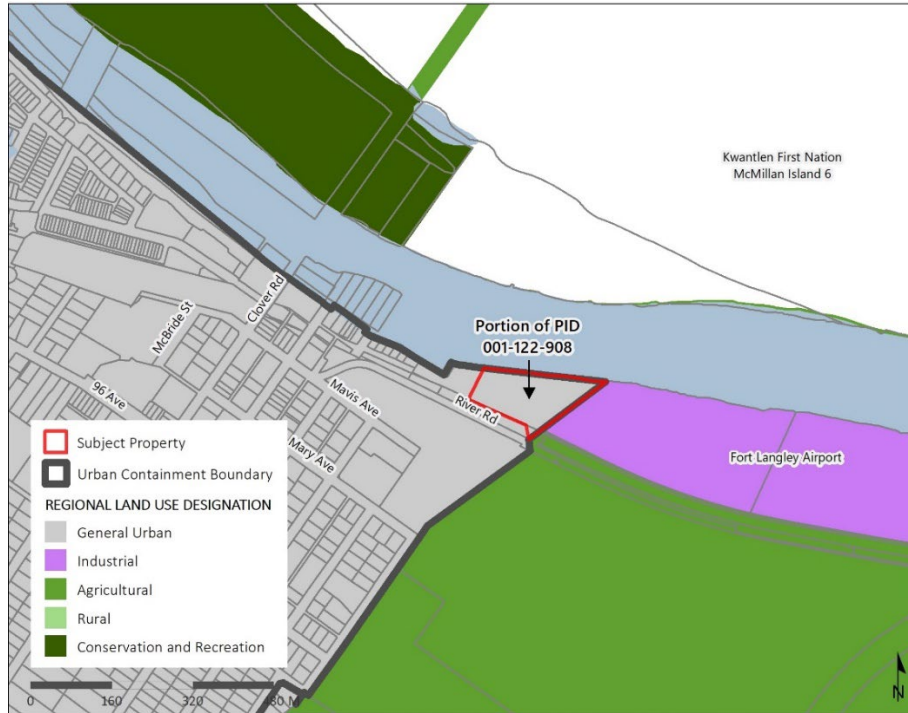 Kwantlen First Nation
McMillan Island 6
Portion of PID
001-122-908
Clover Rd
McBride St
Mavis Ave
River Rd
96 Ave
Mary Ave
Fort Langley Airport
Subject Property
Urban Containment Boundary
REGIONAL LAND USE DESIGNATION
General Urban
Industrial
Agricultural
Rural
Conservation and Recreation
0 160 320 480 M
N